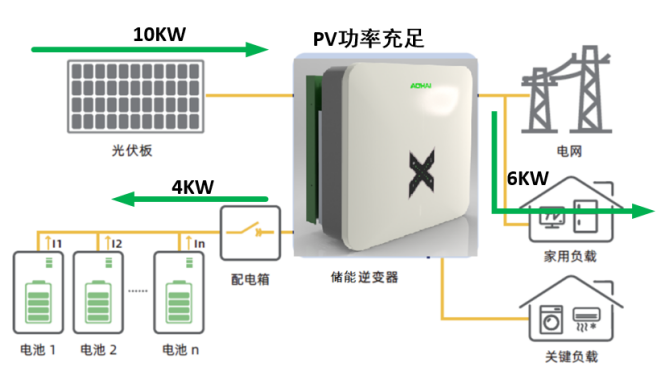 10KW
PV功率充足
AOHAI
光伏板
电网
4KW
6KW
I1
I2
In
......
配电箱
储能逆变器
家用负载
电池 1
电池 2
电池 n
关键负载